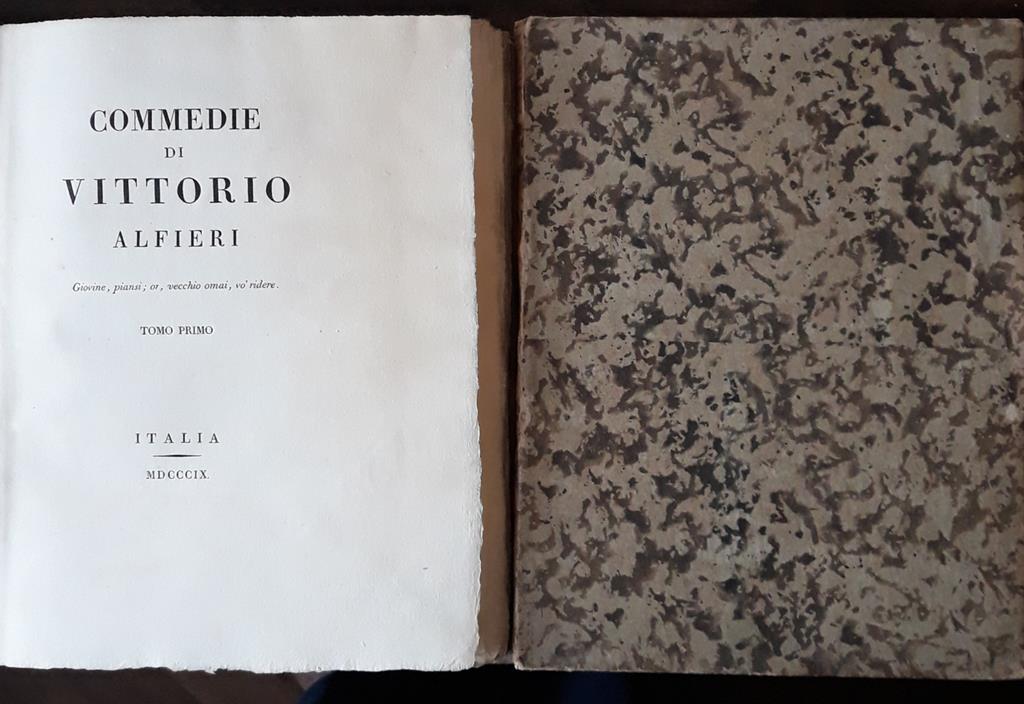 COMMEDIE
DI
VITTORIO
ALFIERI
Giovine, piansi; or, vecchio omai, vo' ridere.
TOMO PRIMO
ITALIA
MDCCCIX.